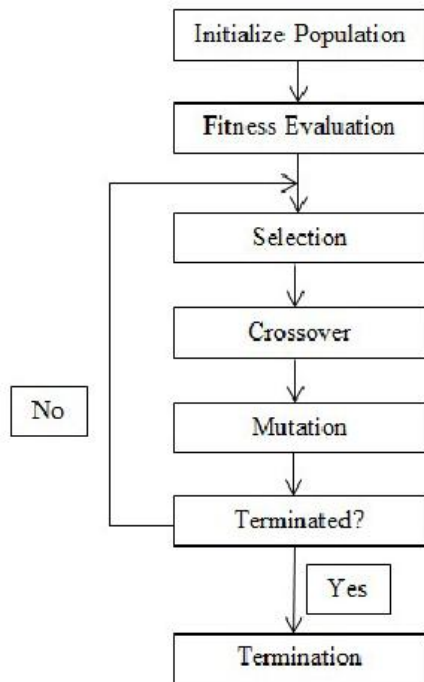 Initialize Population
Fitness Evaluation
Selection
Crossover
No
Mutation
Terminated?
Yes
Termination